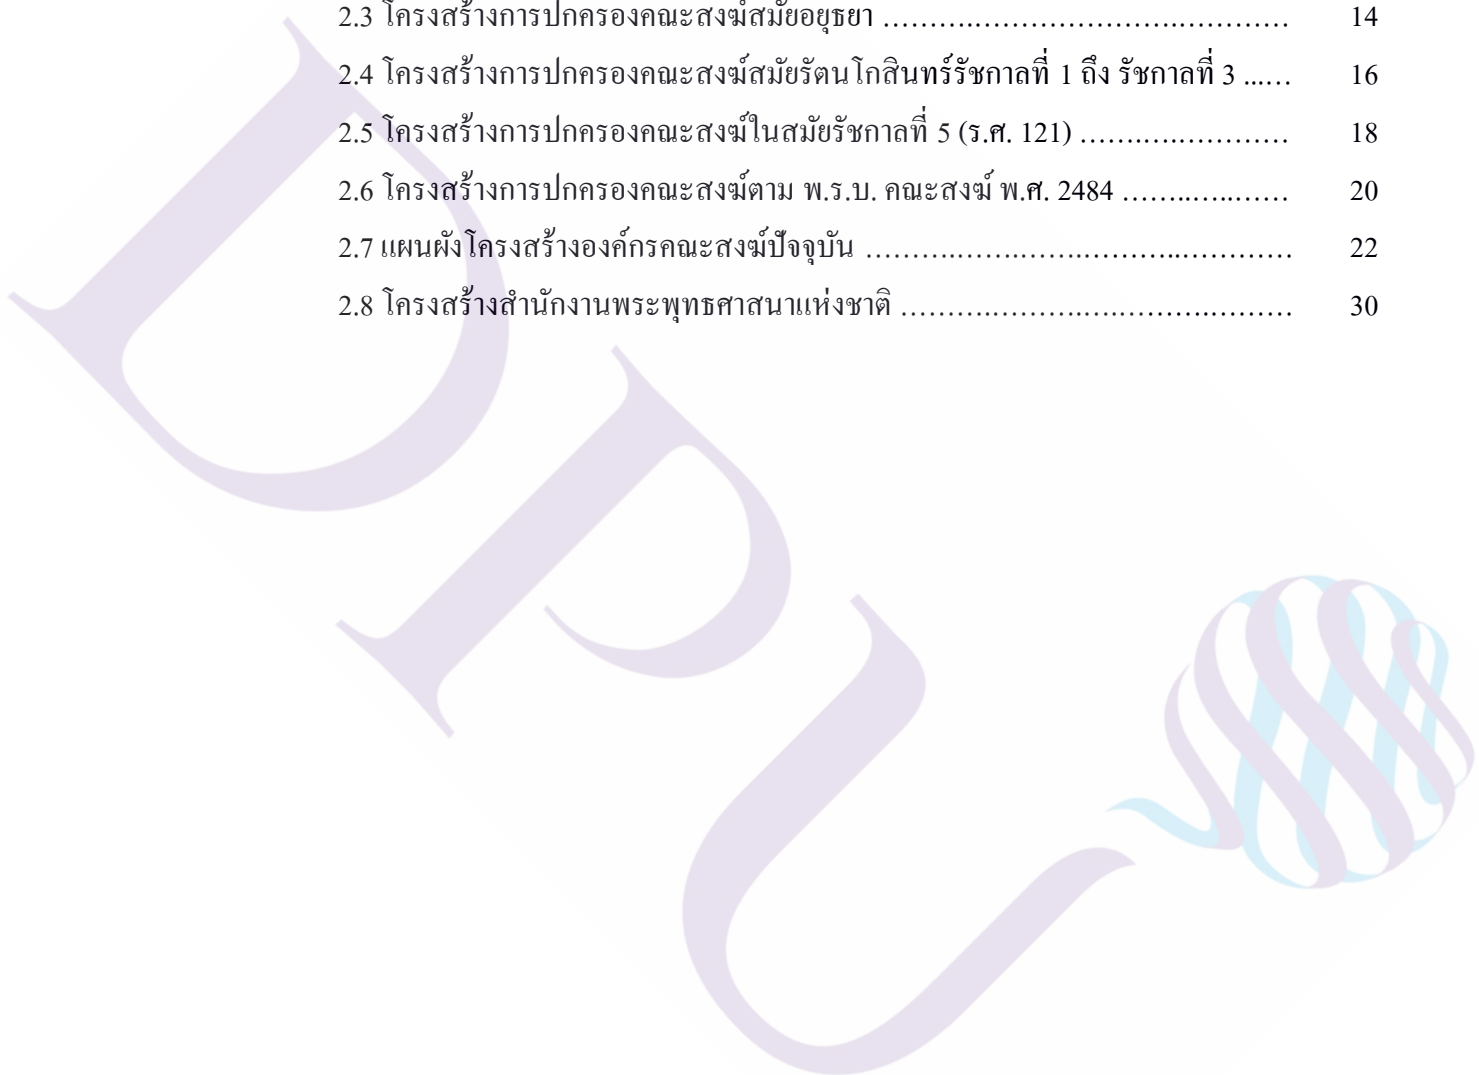 2.3 โครงสร้างการปกครองคณะสงฆ์สมัยอยุธยา ……….…………………….………… 14
2.4 โครงสร้างการปกครองคณะสงฆ์สมัยรัตนโกสินทร์รัชกาลที่ 1 ถึง รัชกาลที่ 3 ...… 16
2.5 โครงสร้างการปกครองคณะสงฆ์ในสมัยรัชกาลที่ 5 (ร.ศ. 121) …….…..………… 18
2.6 โครงสร้างการปกครองคณะสงฆ์ตาม พ.ร.บ. คณะสงฆ์ พ.ศ. 2484 ……..…..…… 20
2.7 แผนผังโครงสร้างองค์กรคณะสงฆ์ปัจจุบัน ……….…….…….………..………… 22
2.8 โครงสร้างสำนักงานพระพุทธศาสนาแห่งชาติ ……….……….….…….………… 30
DPU